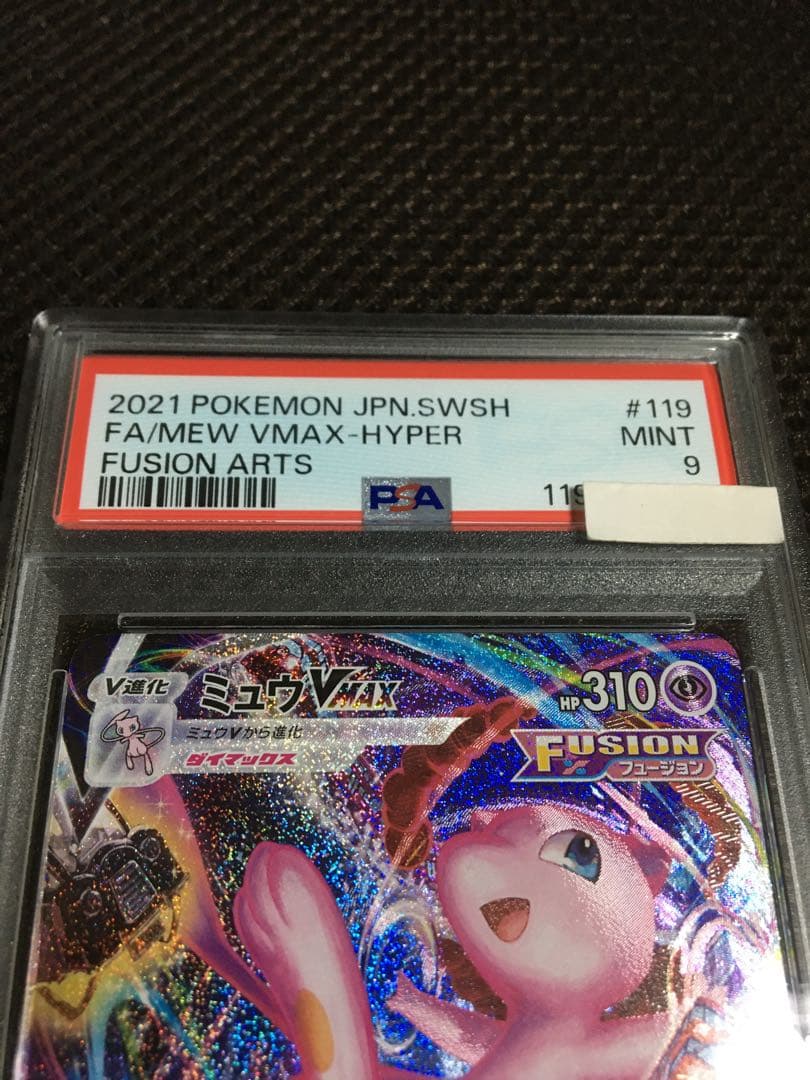 2021 POKEMON JPN.SWSH #119
FA/MEW VMAX-HYPER MINT
FUSION ARTS 9
PSA 119
V進化 ミュウVMAX HP310
ミュウVから進化
ダイマックス
FUSION
フュージョン